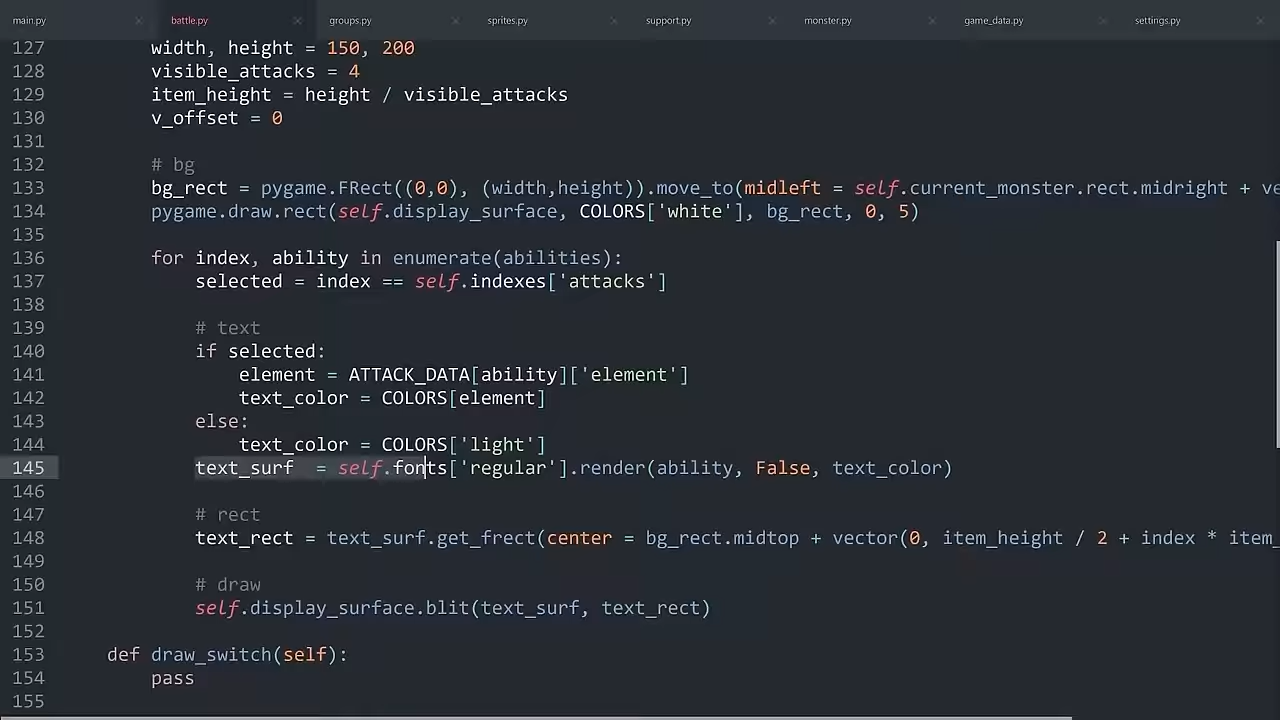 main.py battle.py groups.py sprites.py support.py monster.py game_data.py settings.py
127 width, height = 150, 200
128 visible_attacks = 4
129 item_height = height / visible_attacks
130 v_offset = 0
131
132 # bg
133 bg_rect = pygame.FRect((0,0), (width,height)).move_to(midleft = self.current_monster.rect.midright + ve
134 pygame.draw.rect(self.display_surface, COLORS['white'], bg_rect, 0, 5)
135
136 for index, ability in enumerate(abilities):
137 selected = index == self.indexes['attacks']
138
139 # text
140 if selected:
141 element = ATTACK_DATA[ability]['element']
142 text_color = COLORS[element]
143 else:
144 text_color = COLORS['light']
145 text_surf  = self.fonts['regular'].render(ability, False, text_color)
146
147 # rect
148 text_rect = text_surf.get_frect(center = bg_rect.midtop + vector(0, item_height / 2 + index * item_
149
150 # draw
151 self.display_surface.blit(text_surf, text_rect)
152
153 def draw_switch(self):
154 pass
155